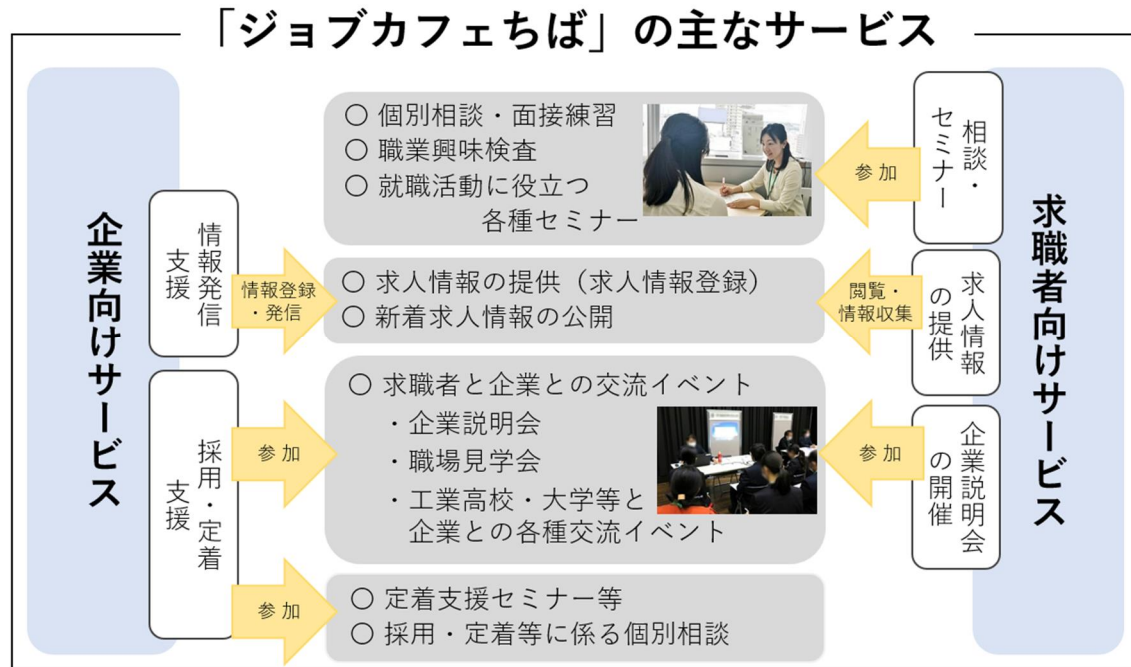 「ジョブカフェちば」の主なサービス
企業向けサービス
情報発信
支援
採用・定着
支援
情報登録
・発信
参加
参加
〇 個別相談・面接練習
〇 職業興味検査
〇 就職活動に役立つ
各種セミナー
〇 求人情報の提供（求人情報登録）
〇 新着求人情報の公開
〇 求職者と企業との交流イベント
・企業説明会
・職場見学会
・工業高校・大学等と
企業との各種交流イベント
〇 定着支援セミナー等
〇 採用・定着等に係る個別相談
参加
閲覧・
情報収集
参加
相談・
セミナー
求人情報
の提供
企業説明会
の開催
求職者向けサービス